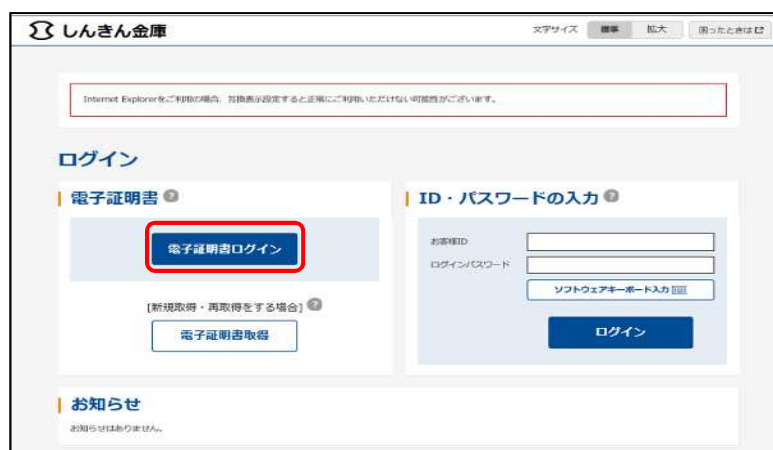 しんきん金庫
文字サイズ 標準 拡大 困ったときは
Internet Explorerをご利用の場合、互換表示設定すると正常にご利用いただけない可能性がございます。
ログイン
電子証明書 ?
電子証明書ログイン
[新規取得・再取得をする場合] ?
電子証明書取得
ID・パスワードの入力 ?
お客様ID
ログインパスワード
ソフトウェアキーボード入力
ログイン
お知らせ
お知らせはありません。